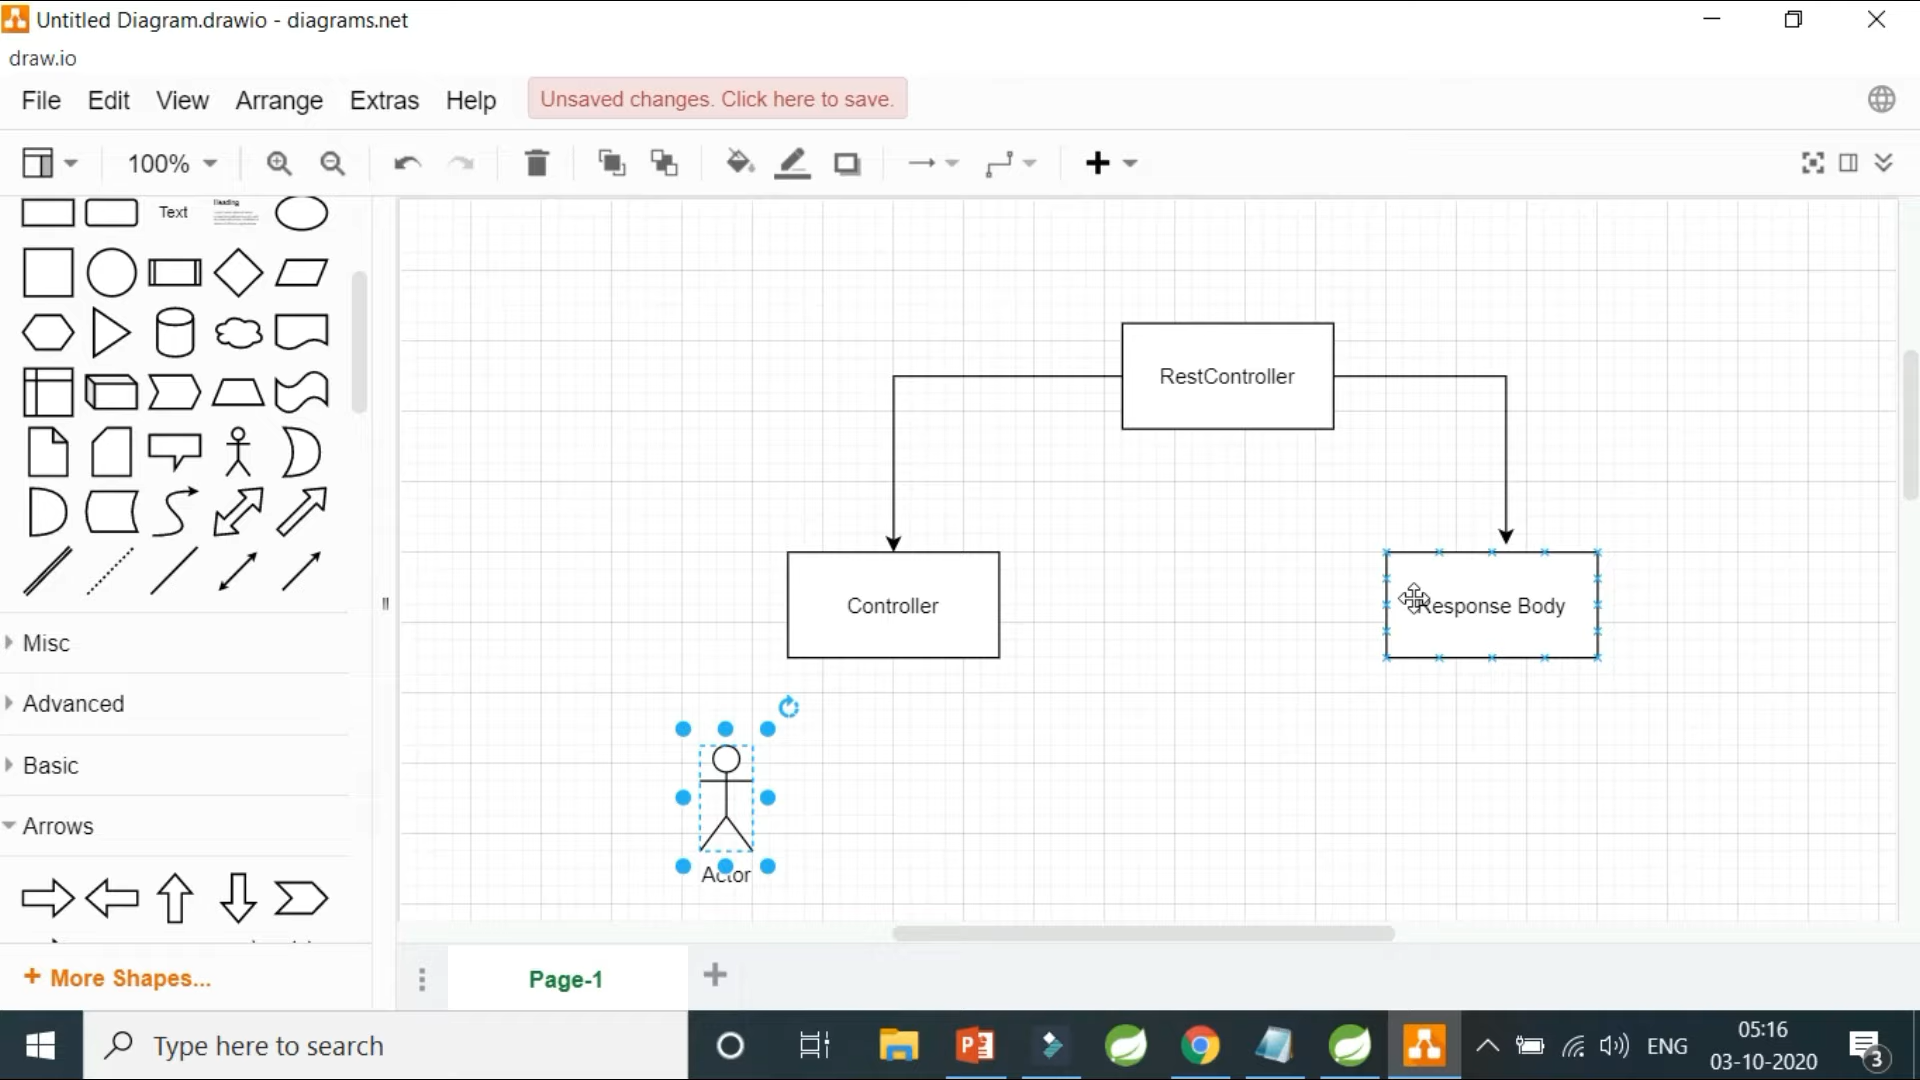 Untitled Diagram.drawio - diagrams.net
draw.io
File Edit View Arrange Extras Help Unsaved changes. Click here to save.
100%
Text
Heading
RestController
Controller
Response Body
Actor
Misc
Advanced
Basic
Arrows
+ More Shapes...
Page-1
Type here to search
ENG
05:16
03-10-2020
3